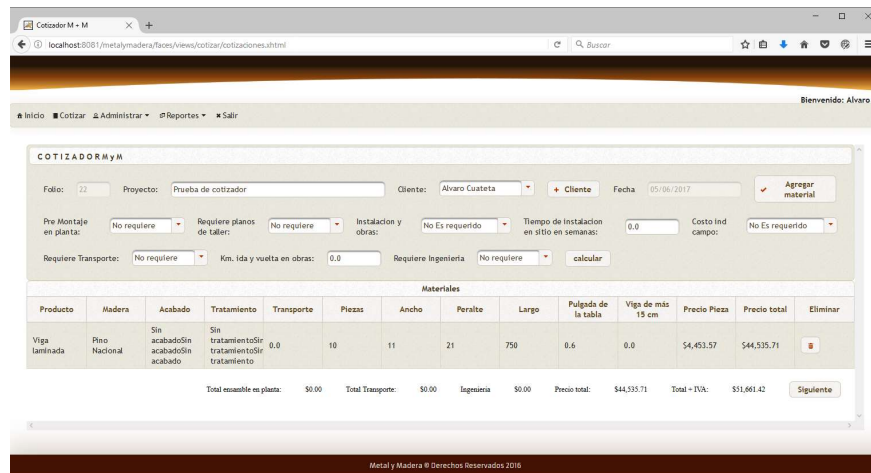 Cotizador M + M
localhost:8081/metalymadera/faces/views/cotizar/cotizaciones.xhtml
Buscar
Bienvenido: Alvaro
Inicio Cotizar Administrar Reportes Salir
COTIZADORMyM
Folio: 22 Proyecto: Prueba de cotizador Cliente: Alvaro Cuateta + Cliente Fecha 05/06/2017 Agregar material
Pre Montaje en planta: No requiere Requiere planos de taller: No requiere Instalacion y obras: No Es requerido Tiempo de instalacion en sitio en semanas: 0.0 Costo ind campo: No Es requerido
Requiere Transporte: No requiere Km. ida y vuelta en obras: 0.0 Requiere Ingenieria No requiere calcular
Materiales
Producto Madera Acabado Tratamiento Transporte Piezas Ancho Peralte Largo Pulgada de la tabla Viga de más 15 cm Precio Pieza Precio total Eliminar
Viga laminada Pino Nacional Sin acabadoSin acabadoSin acabado Sin tratamientoSin tratamientoSin tratamiento 0.0 10 11 21 750 0.6 0.0 $4,453.57 $44,535.71
Total ensamble en planta: $0.00 Total Transporte: $0.00 Ingenieria $0.00 Precio total: $44,535.71 Total + IVA: $51,661.42 Siguiente
Metal y Madera © Derechos Reservados 2016